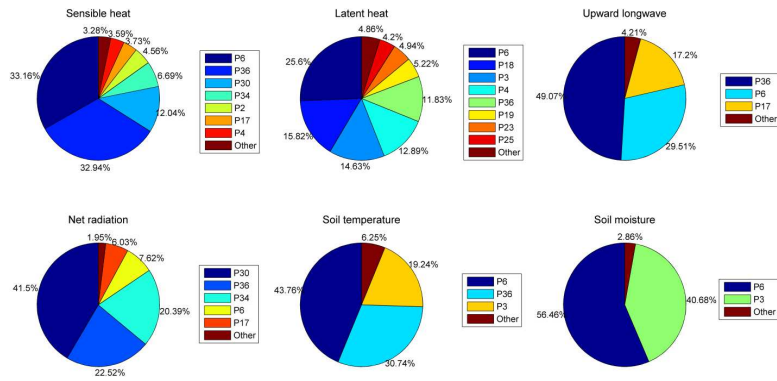 Sensible heat
3.28%
3.59%
3.73%
4.56%
6.69%
12.04%
32.94%
33.16%
P6
P36
P30
P34
P2
P17
P4
Other
Latent heat
4.86%
4.2%
4.94%
5.22%
11.83%
12.89%
14.63%
15.82%
25.6%
P6
P18
P3
P4
P36
P19
P23
P25
Other
Upward longwave
4.21%
17.2%
29.51%
49.07%
P36
P6
P17
Other
Net radiation
1.95%
6.03%
7.62%
20.39%
22.52%
41.5%
P30
P36
P34
P6
P17
Other
Soil temperature
6.25%
19.24%
30.74%
43.76%
P6
P36
P3
Other
Soil moisture
2.86%
40.68%
56.46%
P6
P3
Other